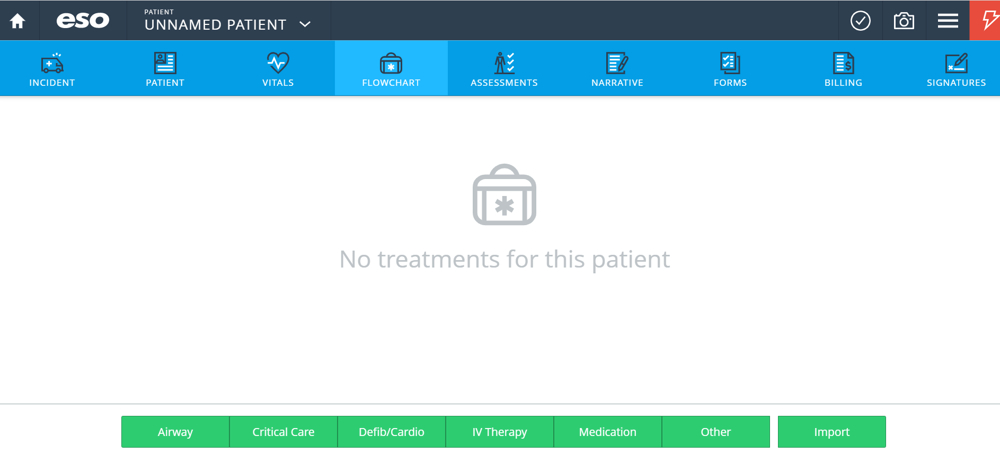 eso
PATIENT
UNNAMED PATIENT
INCIDENT
PATIENT
VITALS
FLOWCHART
ASSESSMENTS
NARRATIVE
FORMS
BILLING
SIGNATURES
No treatments for this patient
Airway
Critical Care
Defib/Cardio
IV Therapy
Medication
Other
Import